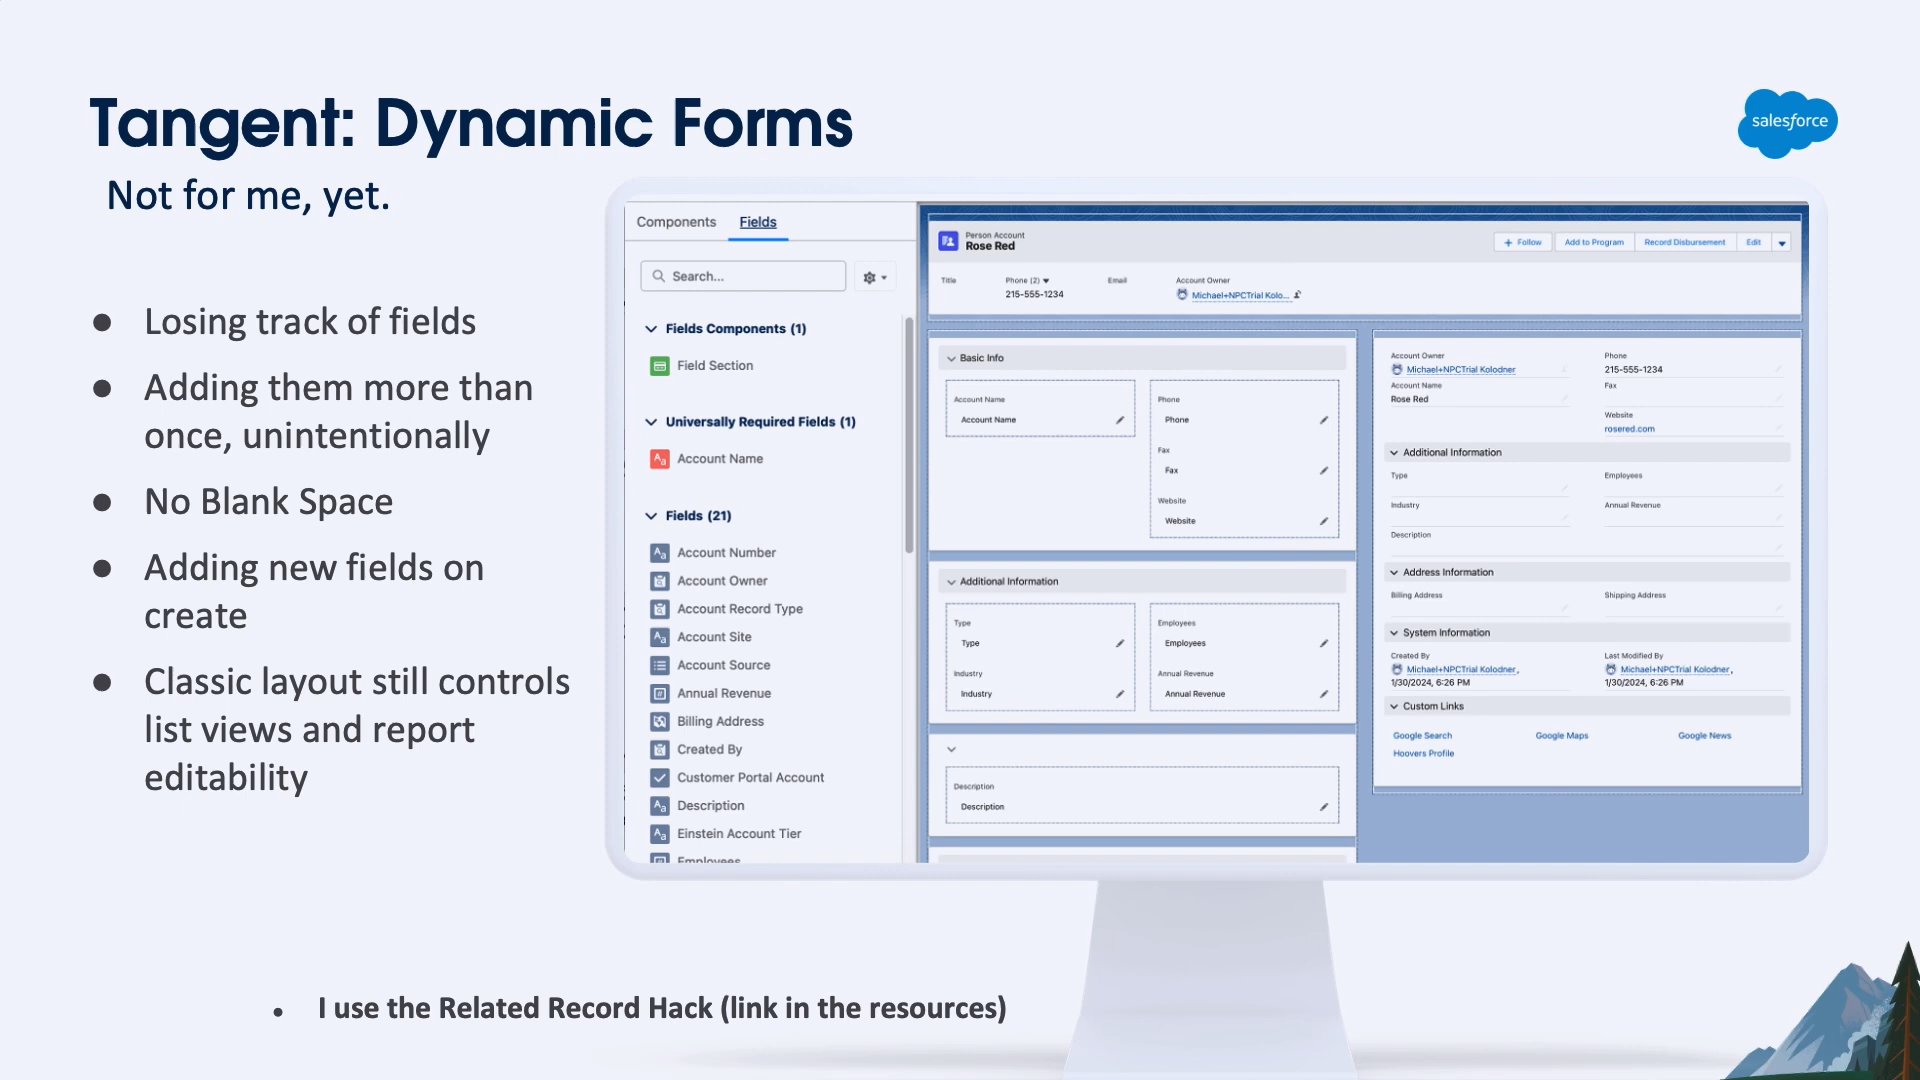 Tangent: Dynamic Forms
salesforce
Not for me, yet.
● Losing track of fields
● Adding them more than
once, unintentionally
● No Blank Space
● Adding new fields on
create
● Classic layout still controls
list views and report
editability
Components Fields
Search...
Fields Components (1)
Field Section
Universally Required Fields (1)
Account Name
Fields (21)
Account Number
Account Owner
Account Record Type
Account Site
Account Source
Annual Revenue
Billing Address
Created By
Customer Portal Account
Description
Einstein Account Tier
Employees
Person Account
Rose Red
+ Follow Add to Program Record Disbursement Edit
Title Phone (2) Email Account Owner
215-555-1234 Michael+NPCTrial Kolo...
Basic Info
Account Name
Account Name
Phone
Phone
Fax
Fax
Website
Website
Additional Information
Type
Type
Industry
Industry
Employees
Employees
Annual Revenue
Annual Revenue
Description
Description
Account Owner Phone
Michael+NPCTrial Kolodner 215-555-1234
Account Name Fax
Rose Red
Website
rosered.com
Additional Information
Type Employees
Industry Annual Revenue
Description
Address Information
Billing Address Shipping Address
System Information
Created By Last Modified By
Michael+NPCTrial Kolodner, Michael+NPCTrial Kolodner,
1/30/2024, 6:26 PM 1/30/2024, 6:26 PM
Custom Links
Google Search Google Maps Google News
Hoovers Profile
• I use the Related Record Hack (link in the resources)